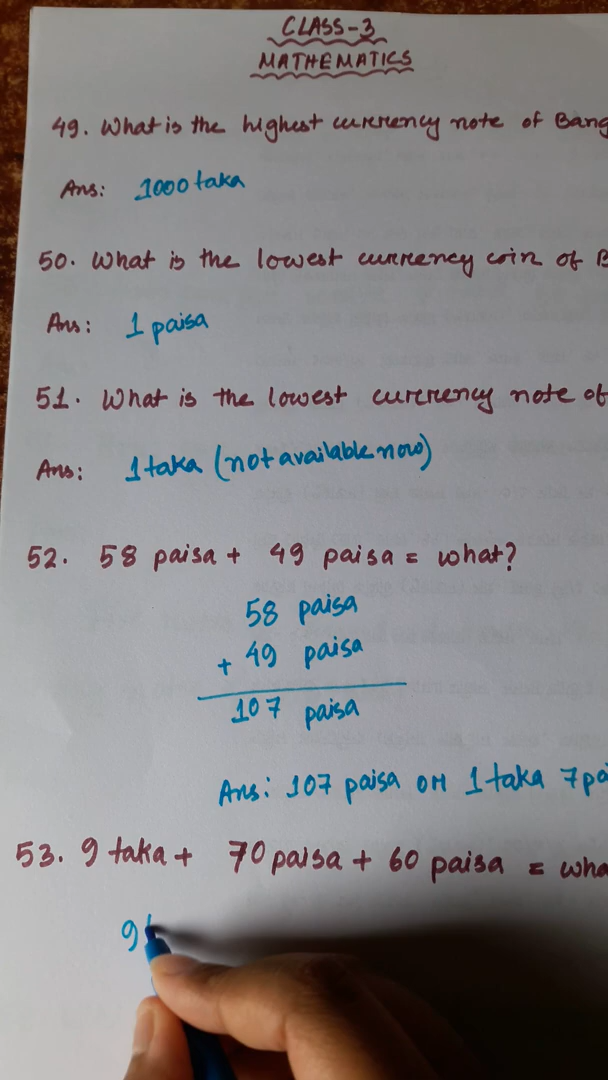 CLASS-3
MATHEMATICS
49. What is the highest currency note of Bang
Ans: 1000 taka
50. What is the lowest currency coin of B
Ans: 1 paisa
51. What is the lowest currency note of
Ans: 1 taka (not available now)
52. 58 paisa + 49 paisa = what?
58 paisa
+ 49 paisa
107 paisa
Ans: 107 paisa or 1 taka 7 pa
53. 9 taka + 70 paisa + 60 paisa = wha
9